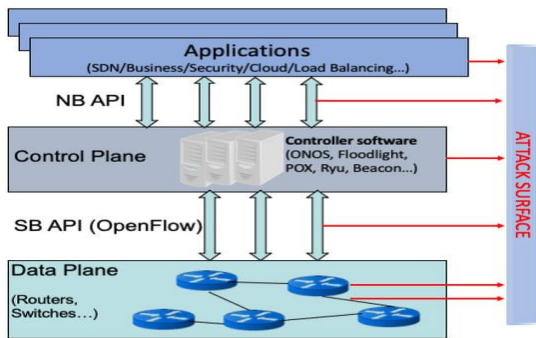 Applications
(SDN/Business/Security/Cloud/Load Balancing...)
NB API
Control Plane
Controller software
(ONOS, Floodlight,
POX, Ryu, Beacon...)
SB API (OpenFlow)
Data Plane
(Routers,
Switches...)
ATTACK SURFACE